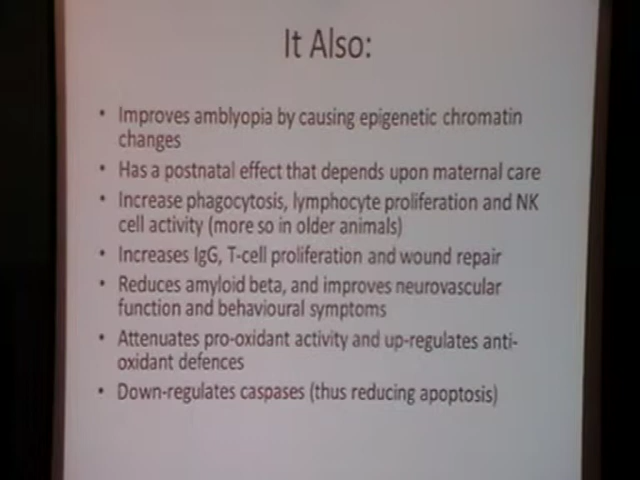 It Also:
• Improves amblyopia by causing epigenetic chromatin
changes
• Has a postnatal effect that depends upon maternal care
• Increase phagocytosis, lymphocyte proliferation and NK
cell activity (more so in older animals)
• Increases IgG, T-cell proliferation and wound repair
• Reduces amyloid beta, and improves neurovascular
function and behavioural symptoms
• Attenuates pro-oxidant activity and up-regulates anti-
oxidant defences
• Down-regulates caspases (thus reducing apoptosis)